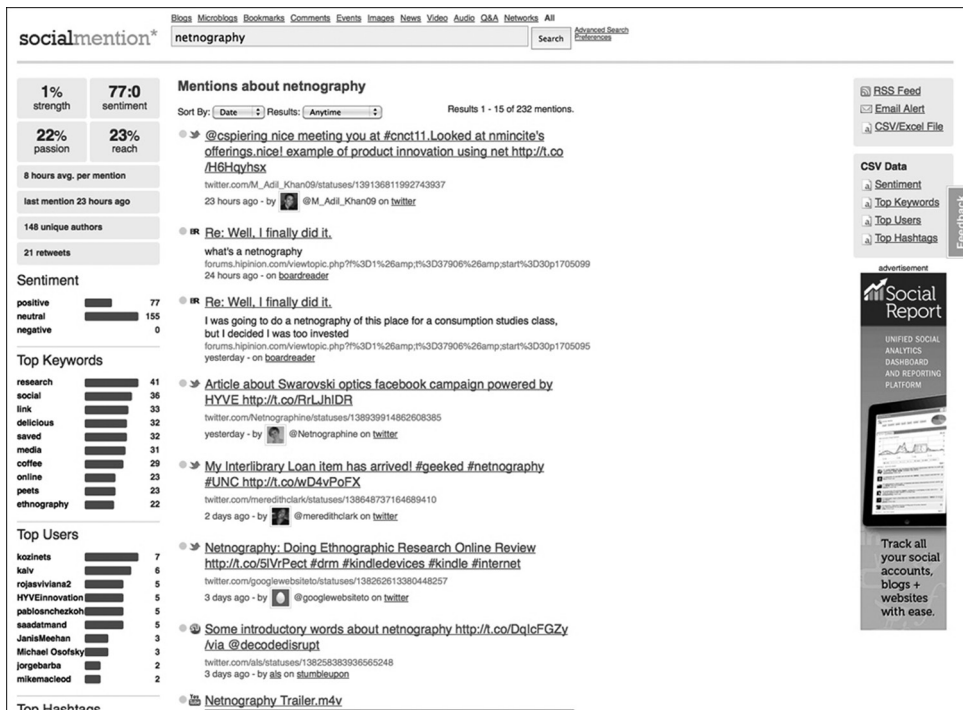 Blogs Microblogs Bookmarks Comments Events Images News Video Audio Q&A Networks All
socialmention*
netnography
Search
Advanced Search
Preferences
1%
strength
77:0
sentiment
22%
passion
23%
reach
8 hours avg. per mention
last mention 23 hours ago
148 unique authors
21 retweets
Sentiment
positive 77
neutral 155
negative 0
Top Keywords
research 41
social 36
link 33
delicious 32
saved 32
media 31
coffee 29
online 23
peets 23
ethnography 22
Top Users
kozinets 7
kalv 6
rojasviviana2 5
HYVEinnovation 5
pablosnchezkoh 5
saadatmand 5
JanisMeehan 3
Michael Osofsky 3
jorgebarba 2
mikemacleod 2
Top Hashtags
Mentions about netnography
Sort By: Date Results: Anytime
Results 1 - 15 of 232 mentions.
@cspiering nice meeting you at #cnct11.Looked at nmincite's
offerings.nice! example of product innovation using net http://t.co
/H6Hqyhsx
twitter.com/M_Adil_Khan09/statuses/139136811992743937
23 hours ago - by @M_Adil_Khan09 on twitter
BR Re: Well, I finally did it.
what's a netnography
forums.hipinion.com/viewtopic.php?f%3D1%26amp;t%3D37906%26amp;start%3D30p1705099
24 hours ago - on boardreader
BR Re: Well, I finally did it.
I was going to do a netnography of this place for a consumption studies class,
but I decided I was too invested
forums.hipinion.com/viewtopic.php?f%3D1%26amp;t%3D37906%26amp;start%3D30p1705095
yesterday - on boardreader
Article about Swarovski optics facebook campaign powered by
HYVE http://t.co/RrLJhIDR
twitter.com/Netnographine/statuses/138939914862608385
yesterday - by @Netnographine on twitter
My Interlibrary Loan item has arrived! #geeked #netnography
#UNC http://t.co/wD4vPoFX
twitter.com/meredithclark/statuses/138648737164689410
2 days ago - by @meredithclark on twitter
Netnography: Doing Ethnographic Research Online Review
http://t.co/5lVrPect #drm #kindledevices #kindle #internet
twitter.com/googlewebsiteto/statuses/138262613380448257
3 days ago - by @googlewebsiteto on twitter
Some introductory words about netnography http://t.co/DqIcFGZy
/via @decodedisrupt
twitter.com/als/statuses/138258383936565248
3 days ago - by als on stumbleupon
You Tube Netnography Trailer.m4v
RSS Feed
Email Alert
CSV/Excel File
CSV Data
Sentiment
Top Keywords
Top Users
Top Hashtags
Feedback
advertisement
Social
Report
UNIFIED SOCIAL
ANALYTICS
DASHBOARD
AND REPORTING
PLATFORM
Track all
your social
accounts,
blogs +
websites
with ease.